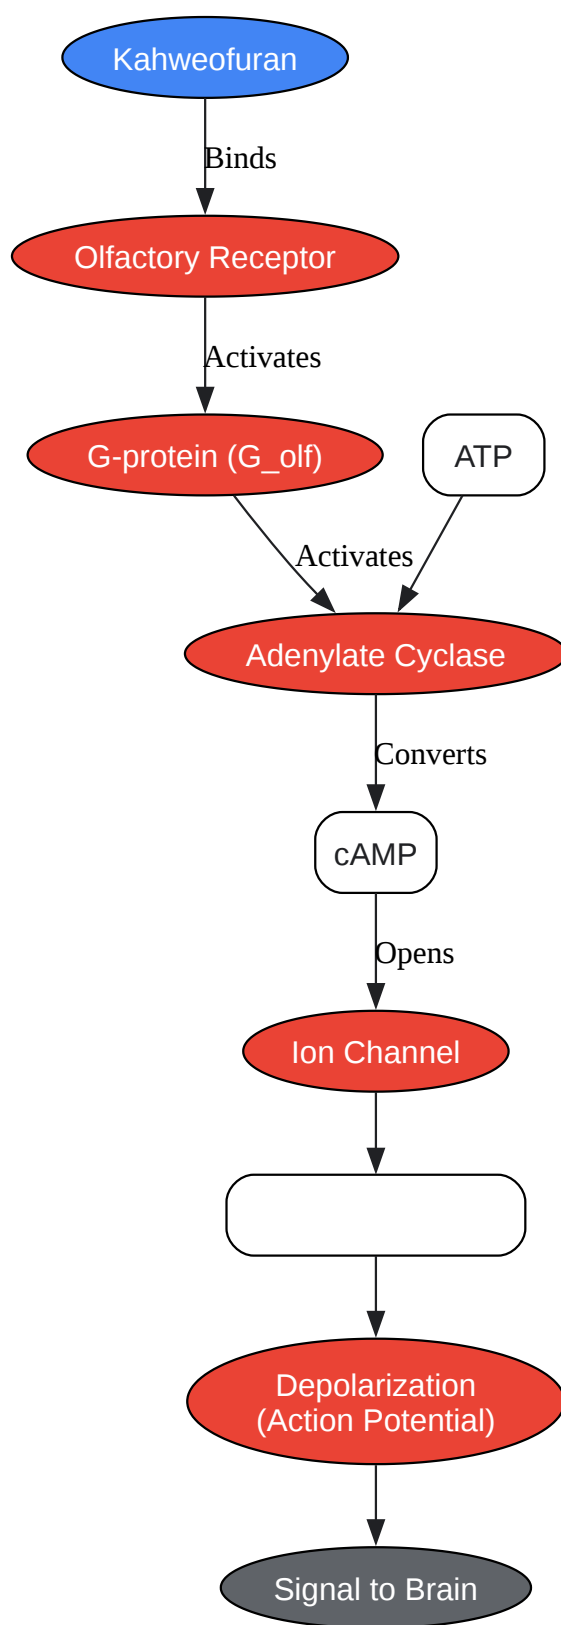 Kahweofuran
Binds
Olfactory Receptor
Activates
G-protein (G_olf)
ATP
Activates
Adenylate Cyclase
Converts
cAMP
Opens
Ion Channel
Depolarization
(Action Potential)
Signal to Brain